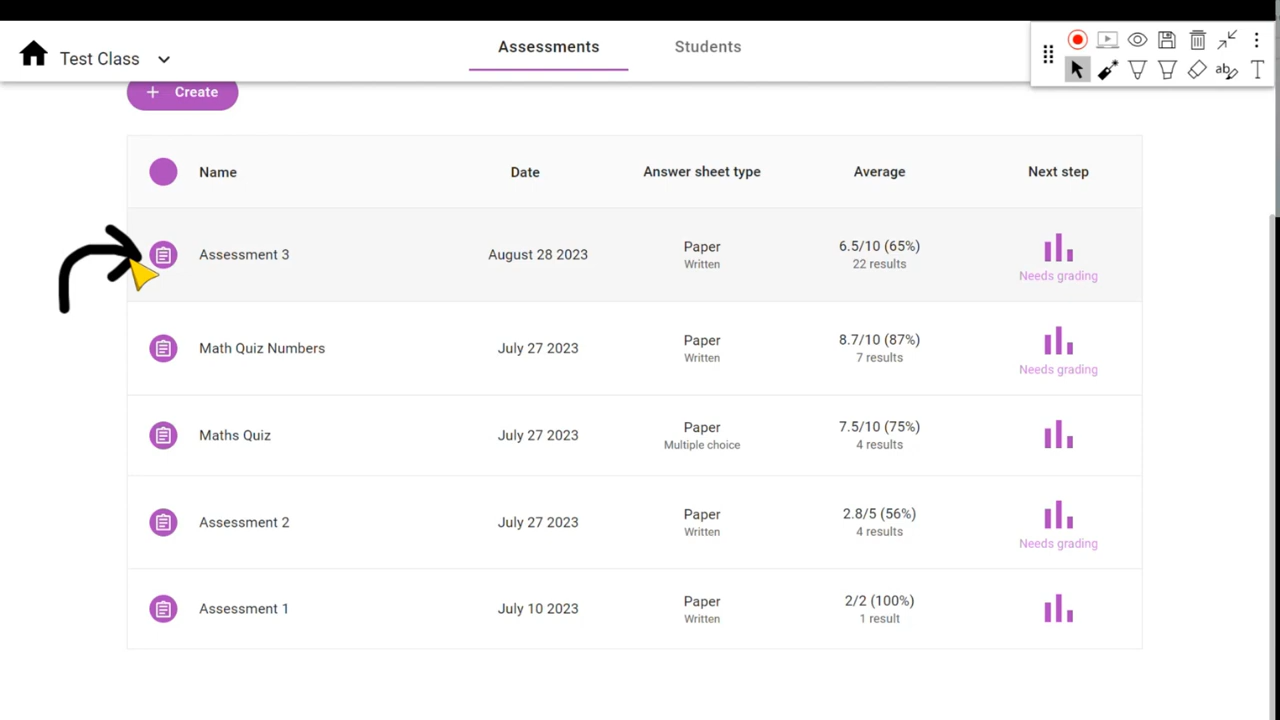 Test Class
Assessments
Students
ab
T
+ Create
Name
Date
Answer sheet type
Average
Next step
Assessment 3
August 28 2023
Paper
Written
6.5/10 (65%)
22 results
Needs grading
Math Quiz Numbers
July 27 2023
Paper
Written
8.7/10 (87%)
7 results
Needs grading
Maths Quiz
July 27 2023
Paper
Multiple choice
7.5/10 (75%)
4 results
Assessment 2
July 27 2023
Paper
Written
2.8/5 (56%)
4 results
Needs grading
Assessment 1
July 10 2023
Paper
Written
2/2 (100%)
1 result